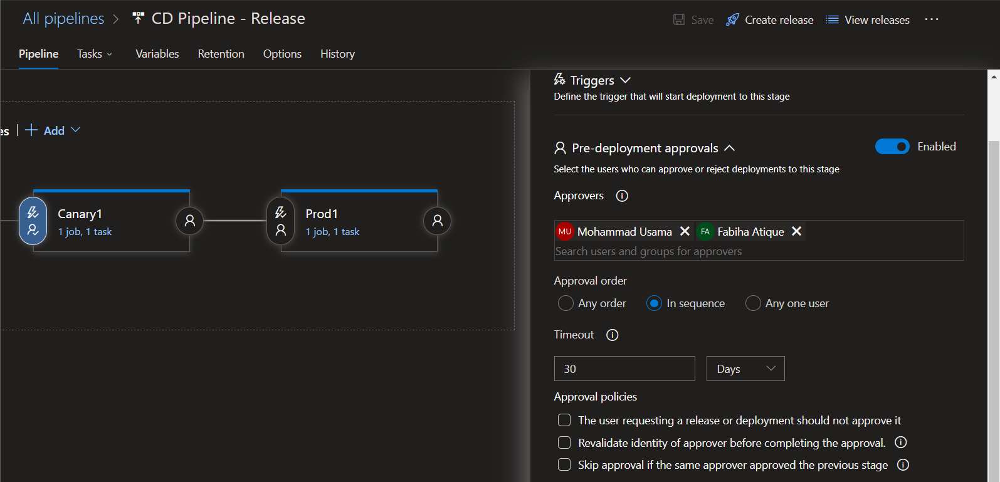 All pipelines > CD Pipeline - Release
Save Create release View releases ...
Pipeline Tasks Variables Retention Options History
Triggers
Define the trigger that will start deployment to this stage
es | + Add
Pre-deployment approvals Enabled
Select the users who can approve or reject deployments to this stage
Approvers
Canary1
1 job, 1 task
Prod1
1 job, 1 task
MU Mohammad Usama FA Fabiha Atique
Search users and groups for approvers
Approval order
Any order In sequence Any one user
Timeout
30 Days
Approval policies
The user requesting a release or deployment should not approve it
Revalidate identity of approver before completing the approval.
Skip approval if the same approver approved the previous stage